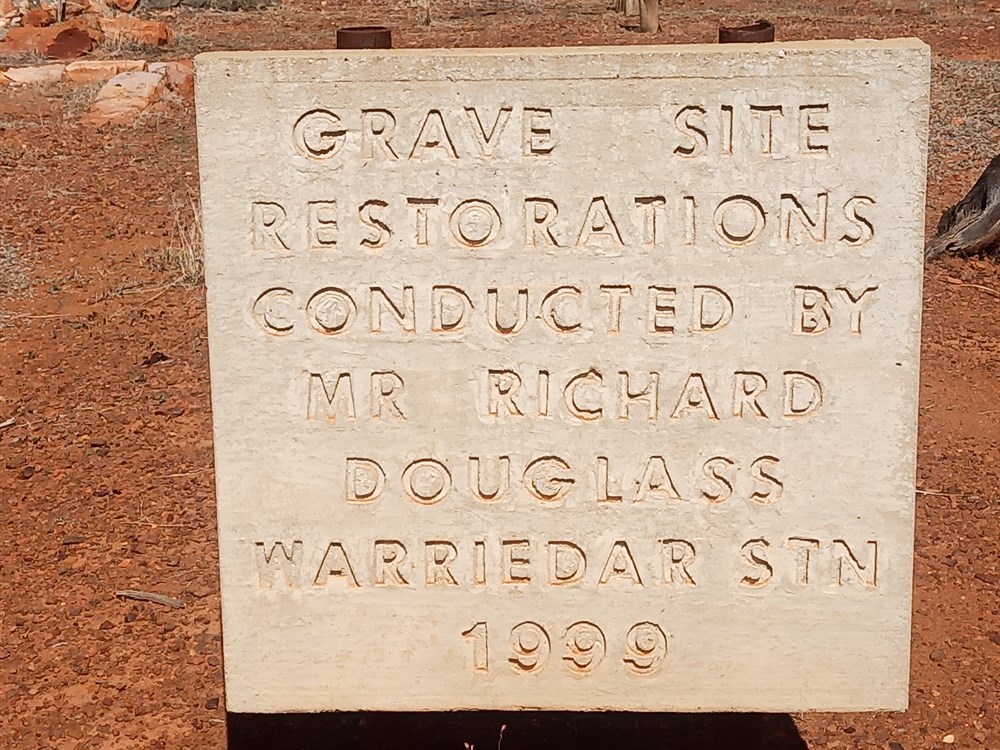 GRAVE SITE
RESTORATIONS
CONDUCTED BY
MR RICHARD
DOUGLASS
WARRIEDAR STN
1999